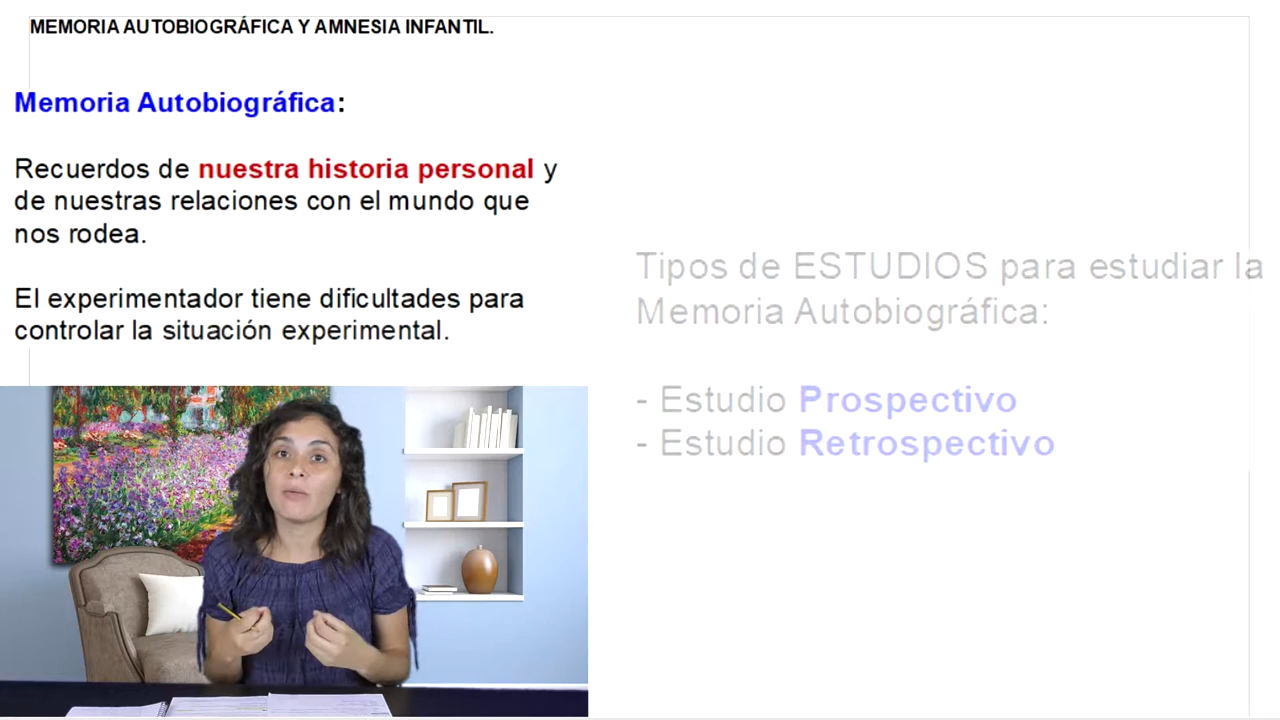 MEMORIA AUTOBIOGRÁFICA Y AMNESIA INFANTIL.
Memoria Autobiográfica:
Recuerdos de nuestra historia personal y
de nuestras relaciones con el mundo que
nos rodea.
El experimentador tiene dificultades para
controlar la situación experimental.
Tipos de ESTUDIOS para estudiar la
Memoria Autobiográfica:
- Estudio Prospectivo
- Estudio Retrospectivo